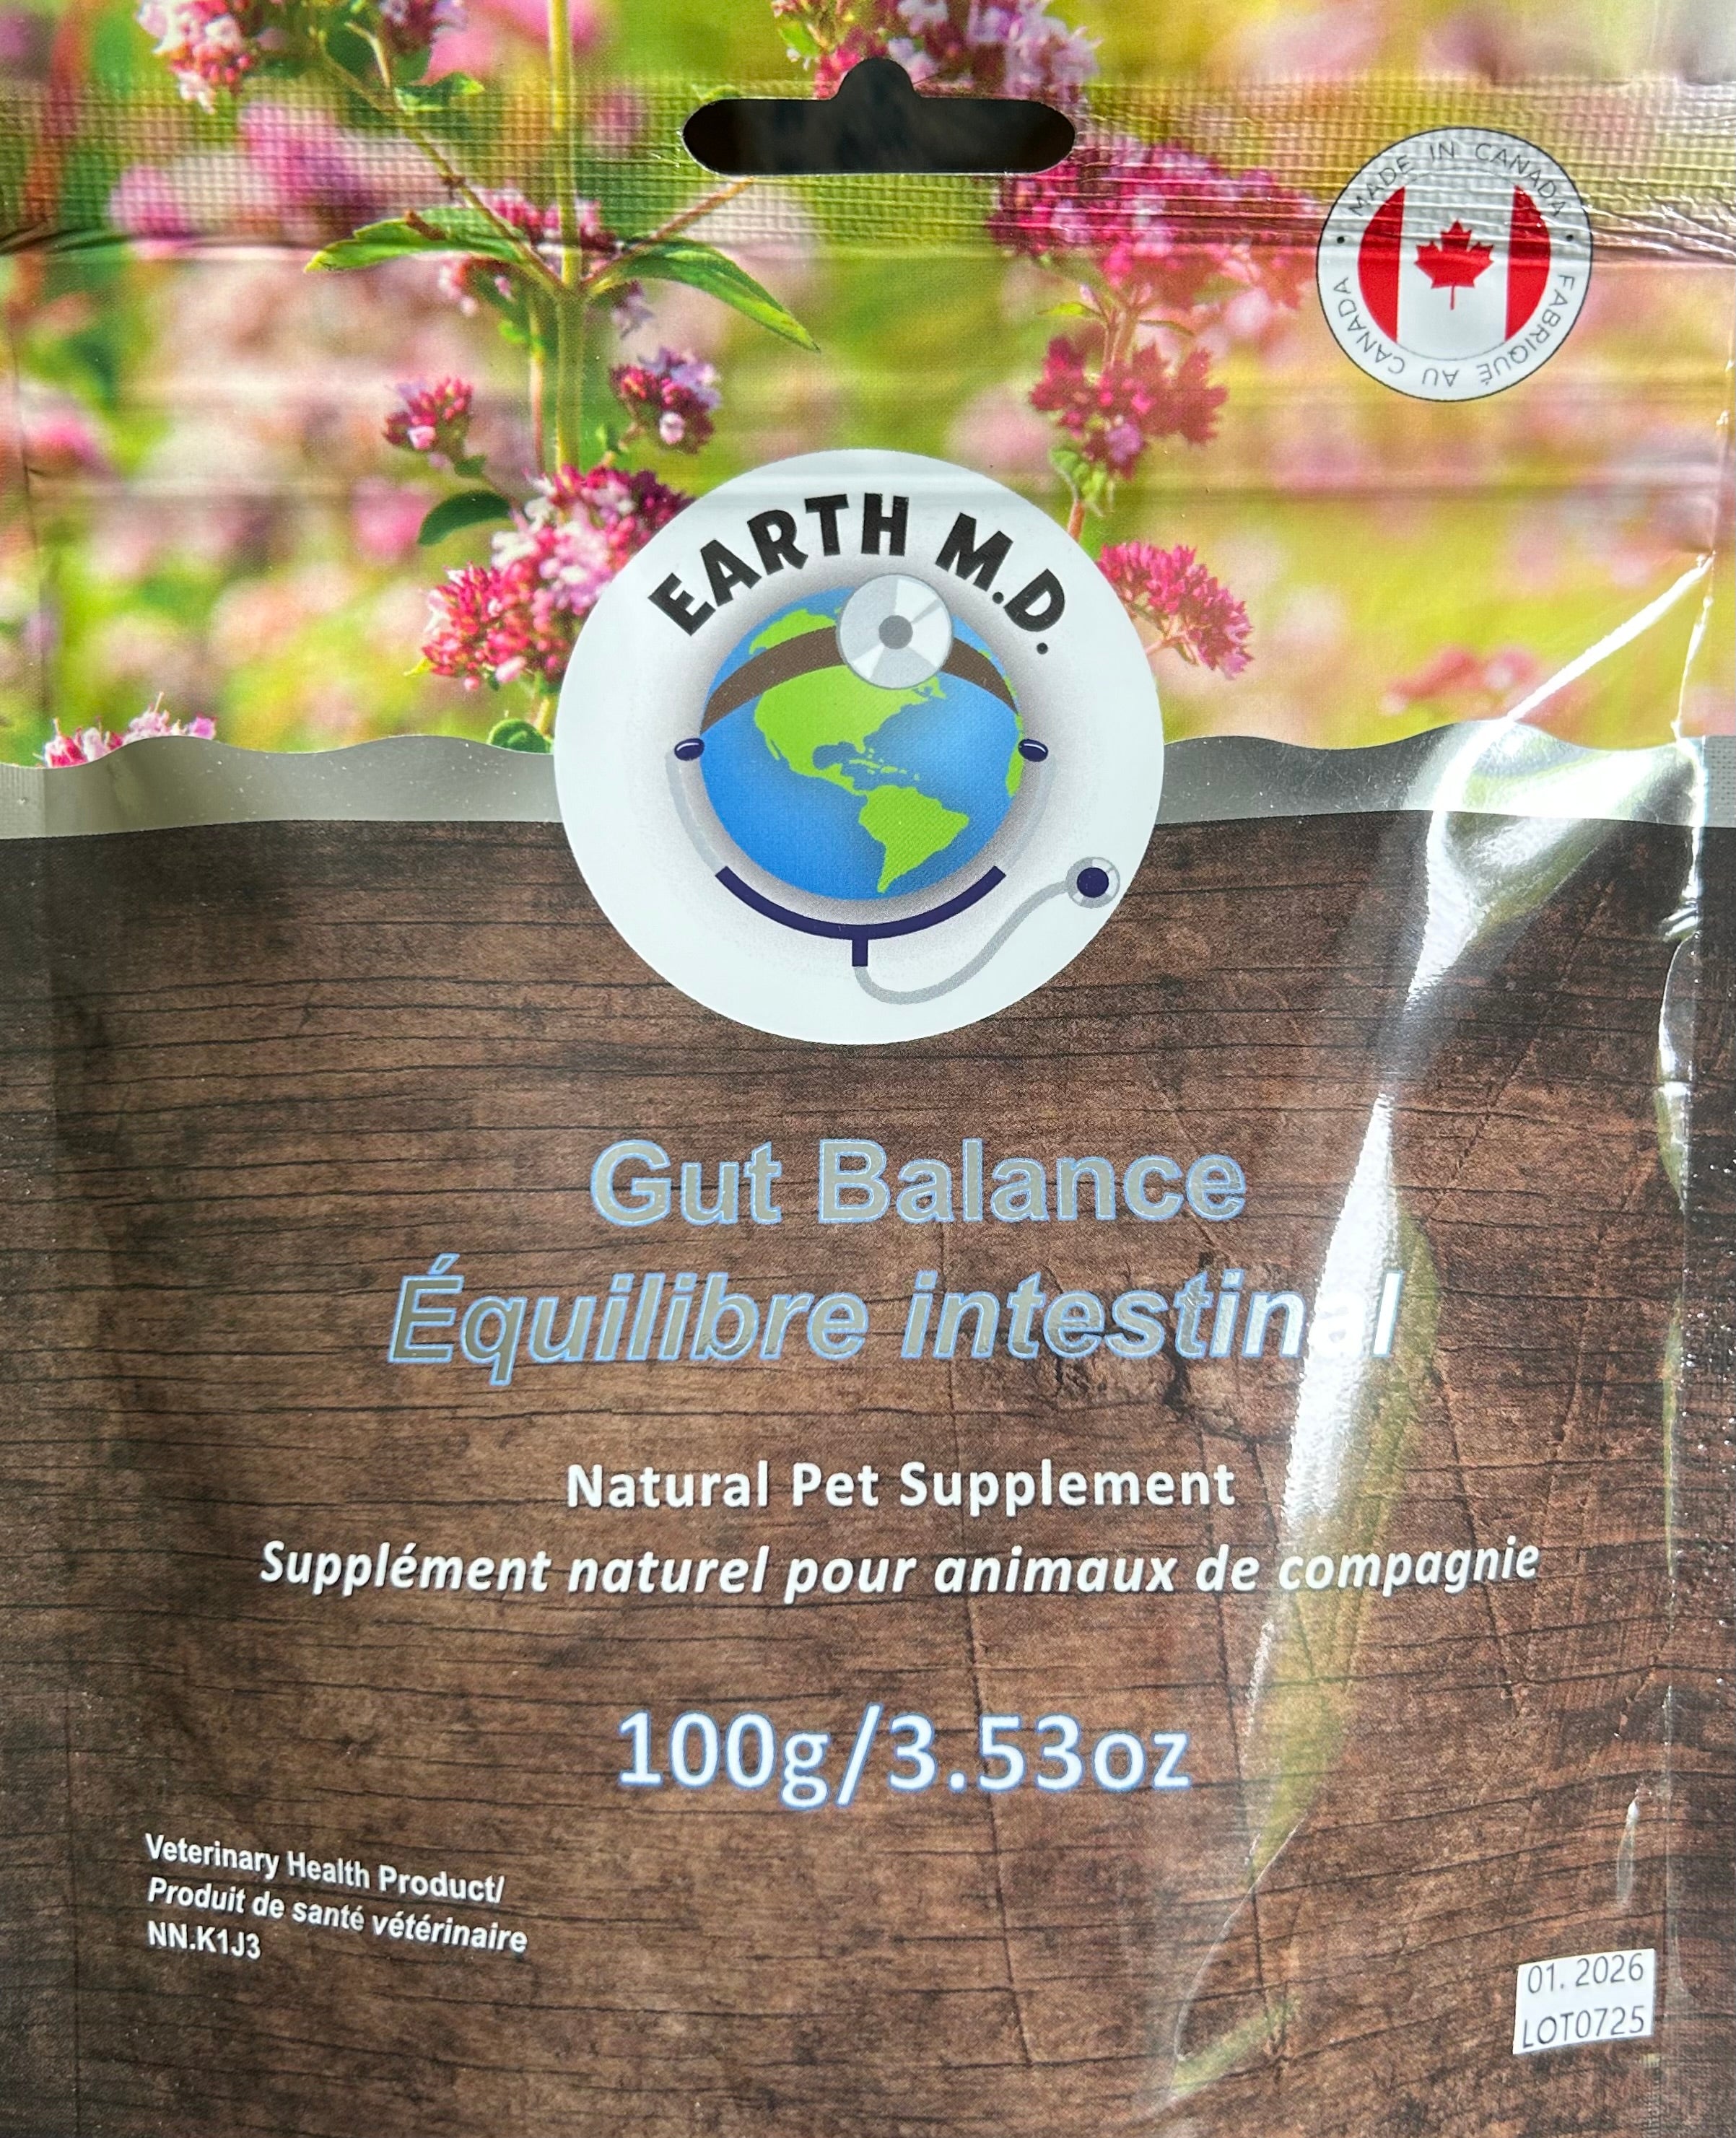 MADE IN CANADA
FABRIQUÉ AU CANADA
EARTH M.D.
Gut Balance
Équilibre intestinal
Natural Pet Supplement
Supplément naturel pour animaux de compagnie
100g/3.53oz
Veterinary Health Product/
Produit de santé vétérinaire
NN.K1J3
01. 2026
LOT0725